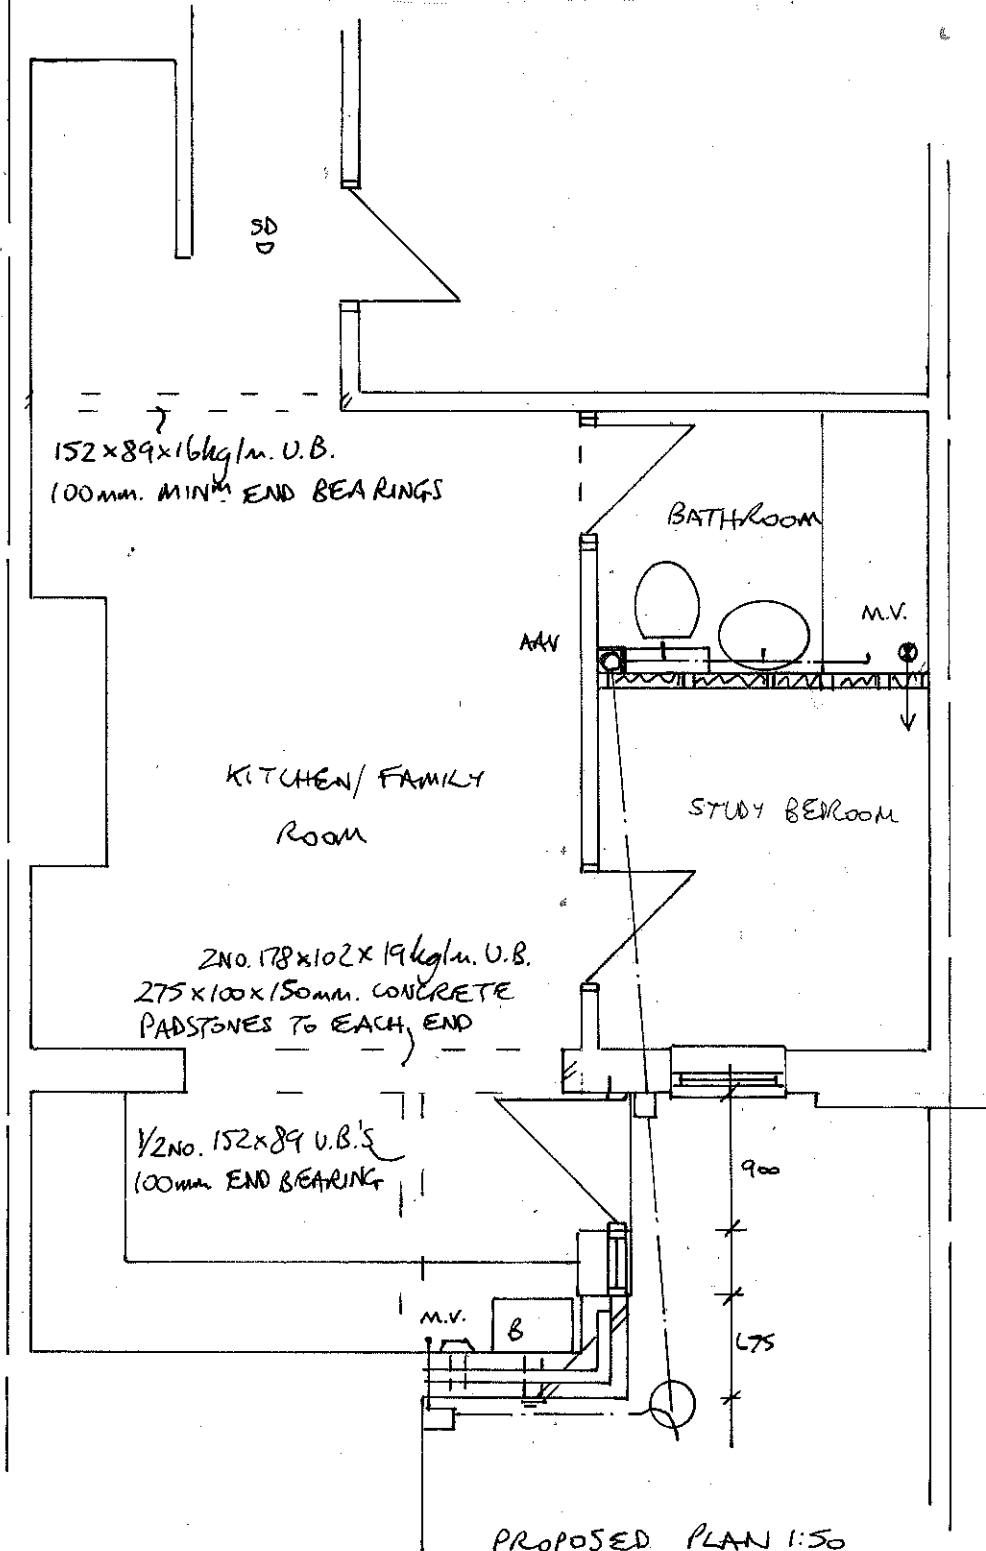 SD
152×89×16kg/m. U.B.
100mm. MINM END BEARINGS
BATHROOM
M.V.
AAV
KITCHEN/ FAMILY
ROOM
STUDY BEDROOM
2NO. 178×102×19kg/m. U.B.
275×100×150mm. CONCRETE
PADSTONES TO EACH END
1/2NO. 152×89 U.B.'S
100mm END BEARING
900
M.V.
B
675
PROPOSED PLAN 1:50